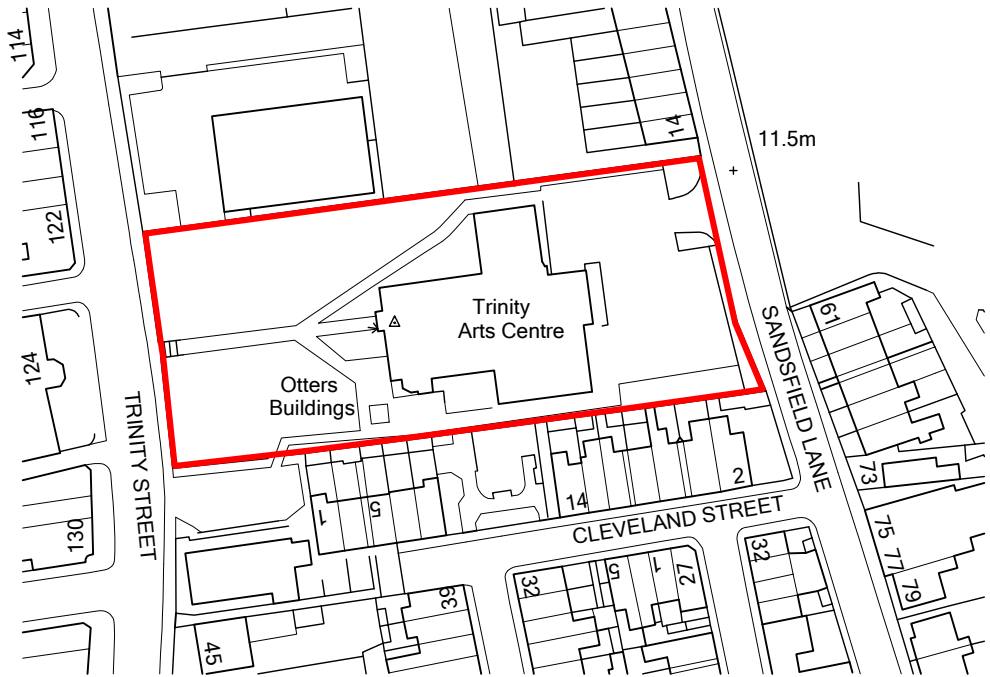 114
116
122
124
130
TRINITY STREET
14
11.5m
Trinity
Arts Centre
Otters
Buildings
SANDSFIELD LANE
61
73
75
77
79
1
5
14
2
CLEVELAND STREET
45
39
32
5
1
27
32